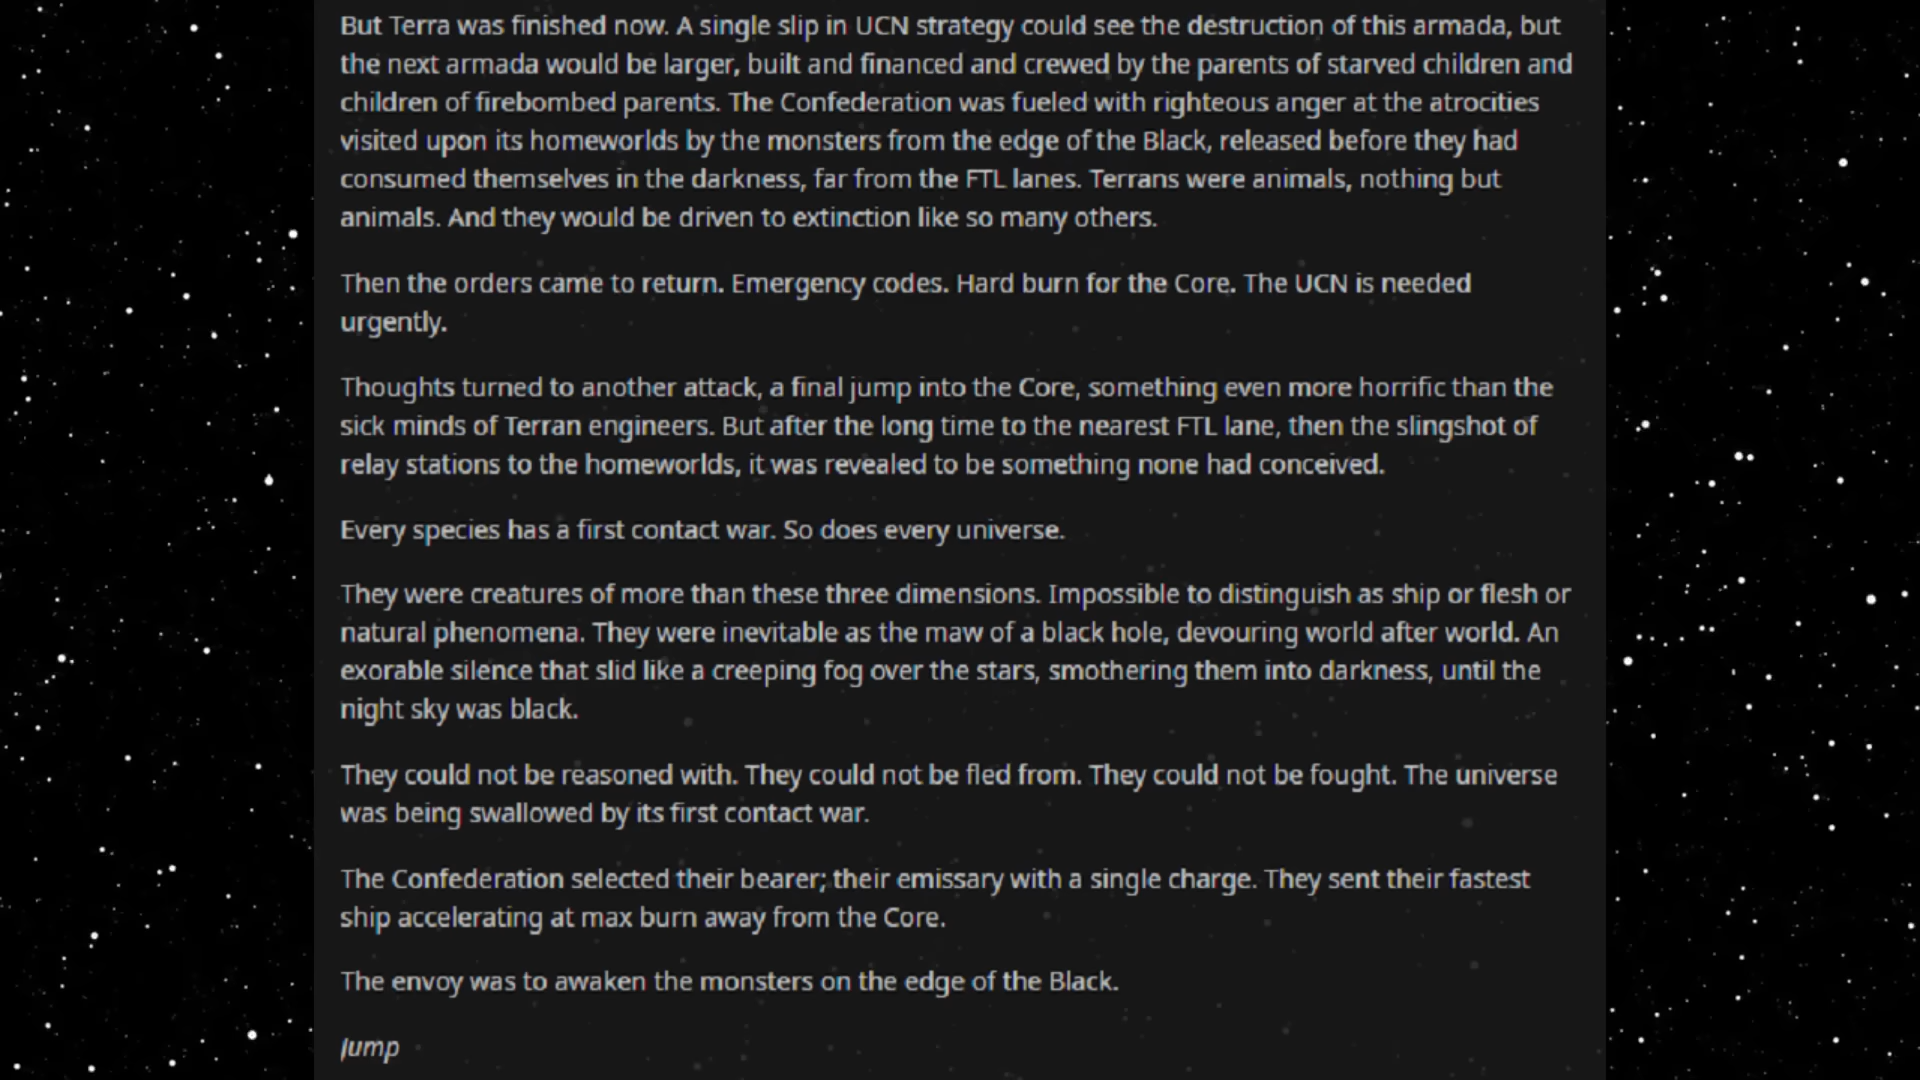 But Terra was finished now. A single slip in UCN strategy could see the destruction of this armada, but
the next armada would be larger, built and financed and crewed by the parents of starved children and
children of firebombed parents. The Confederation was fueled with righteous anger at the atrocities
visited upon its homeworlds by the monsters from the edge of the Black, released before they had
consumed themselves in the darkness, far from the FTL lanes. Terrans were animals, nothing but
animals. And they would be driven to extinction like so many others.
Then the orders came to return. Emergency codes. Hard burn for the Core. The UCN is needed
urgently.
Thoughts turned to another attack, a final jump into the Core, something even more horrific than the
sick minds of Terran engineers. But after the long time to the nearest FTL lane, then the slingshot of
relay stations to the homeworlds, it was revealed to be something none had conceived.
Every species has a first contact war. So does every universe.
They were creatures of more than these three dimensions. Impossible to distinguish as ship or flesh or
natural phenomena. They were inevitable as the maw of a black hole, devouring world after world. An
exorable silence that slid like a creeping fog over the stars, smothering them into darkness, until the
night sky was black.
They could not be reasoned with. They could not be fled from. They could not be fought. The universe
was being swallowed by its first contact war.
The Confederation selected their bearer; their emissary with a single charge. They sent their fastest
ship accelerating at max burn away from the Core.
The envoy was to awaken the monsters on the edge of the Black.
Jump